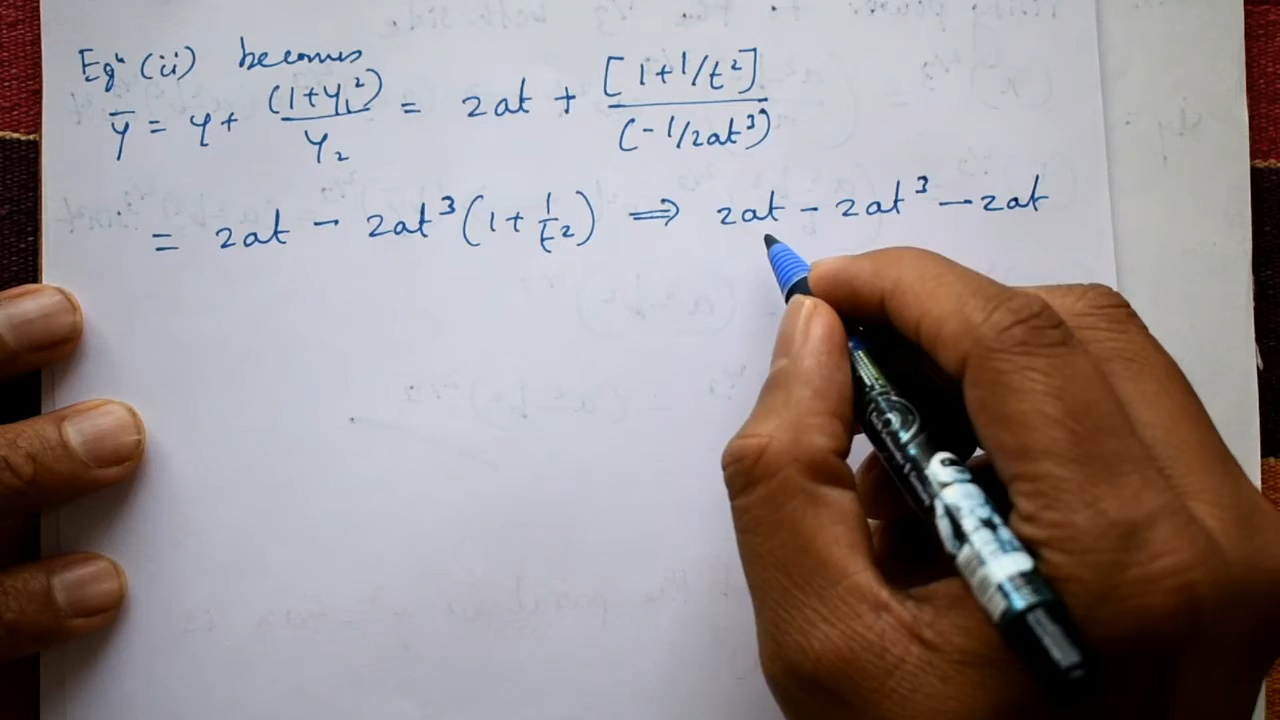 Eqⁿ (ii) becomes
ȳ = y + (1+y₁²)/y₂ = 2at + [1+1/t²]/(-1/2at³)
= 2at - 2at³(1+1/t²) ⇒ 2at - 2at³ - 2at